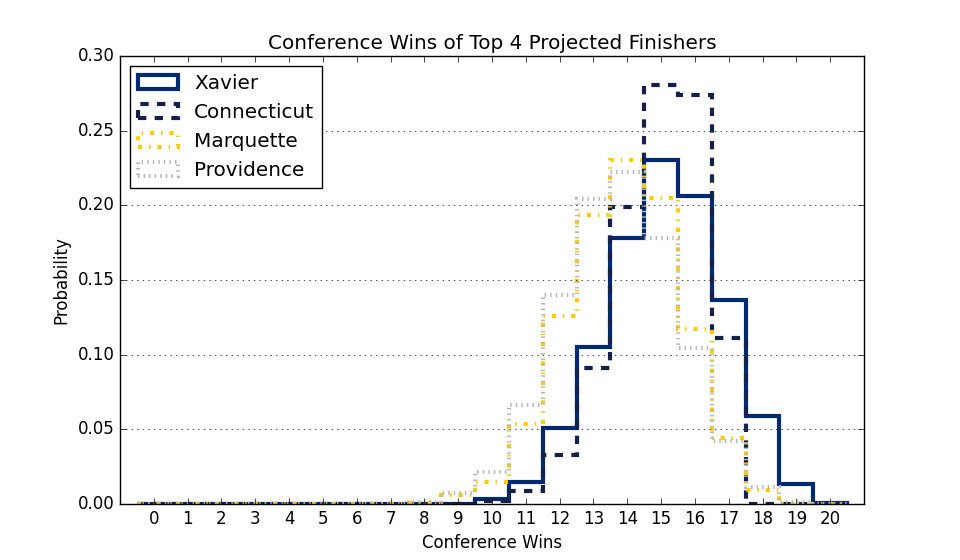 Conference Wins of Top 4 Projected Finishers
0.30
0.25
0.20
0.15
0.10
0.05
0.00
Probability
Xavier
Connecticut
Marquette
Providence
0 1 2 3 4 5 6 7 8 9 10 11 12 13 14 15 16 17 18 19 20
Conference Wins